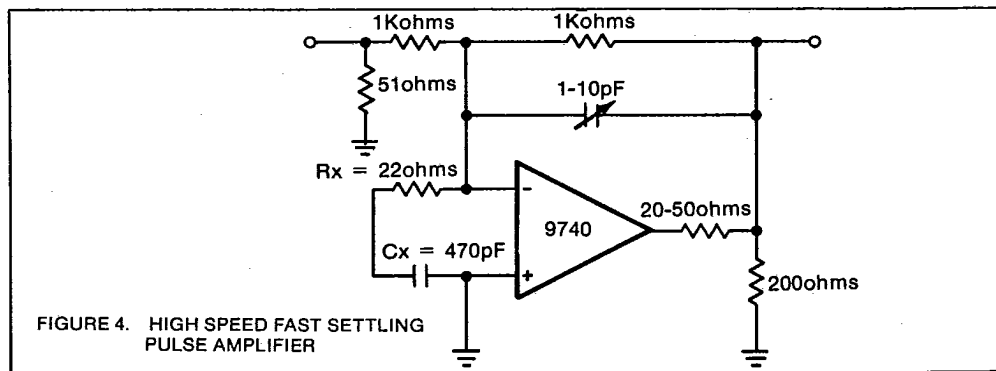 1Kohms 1Kohms
51ohms
1-10pF
Rx = 22ohms
-
9740
20-50ohms
Cx = 470pF
+
200ohms
FIGURE 4. HIGH SPEED FAST SETTLING
PULSE AMPLIFIER